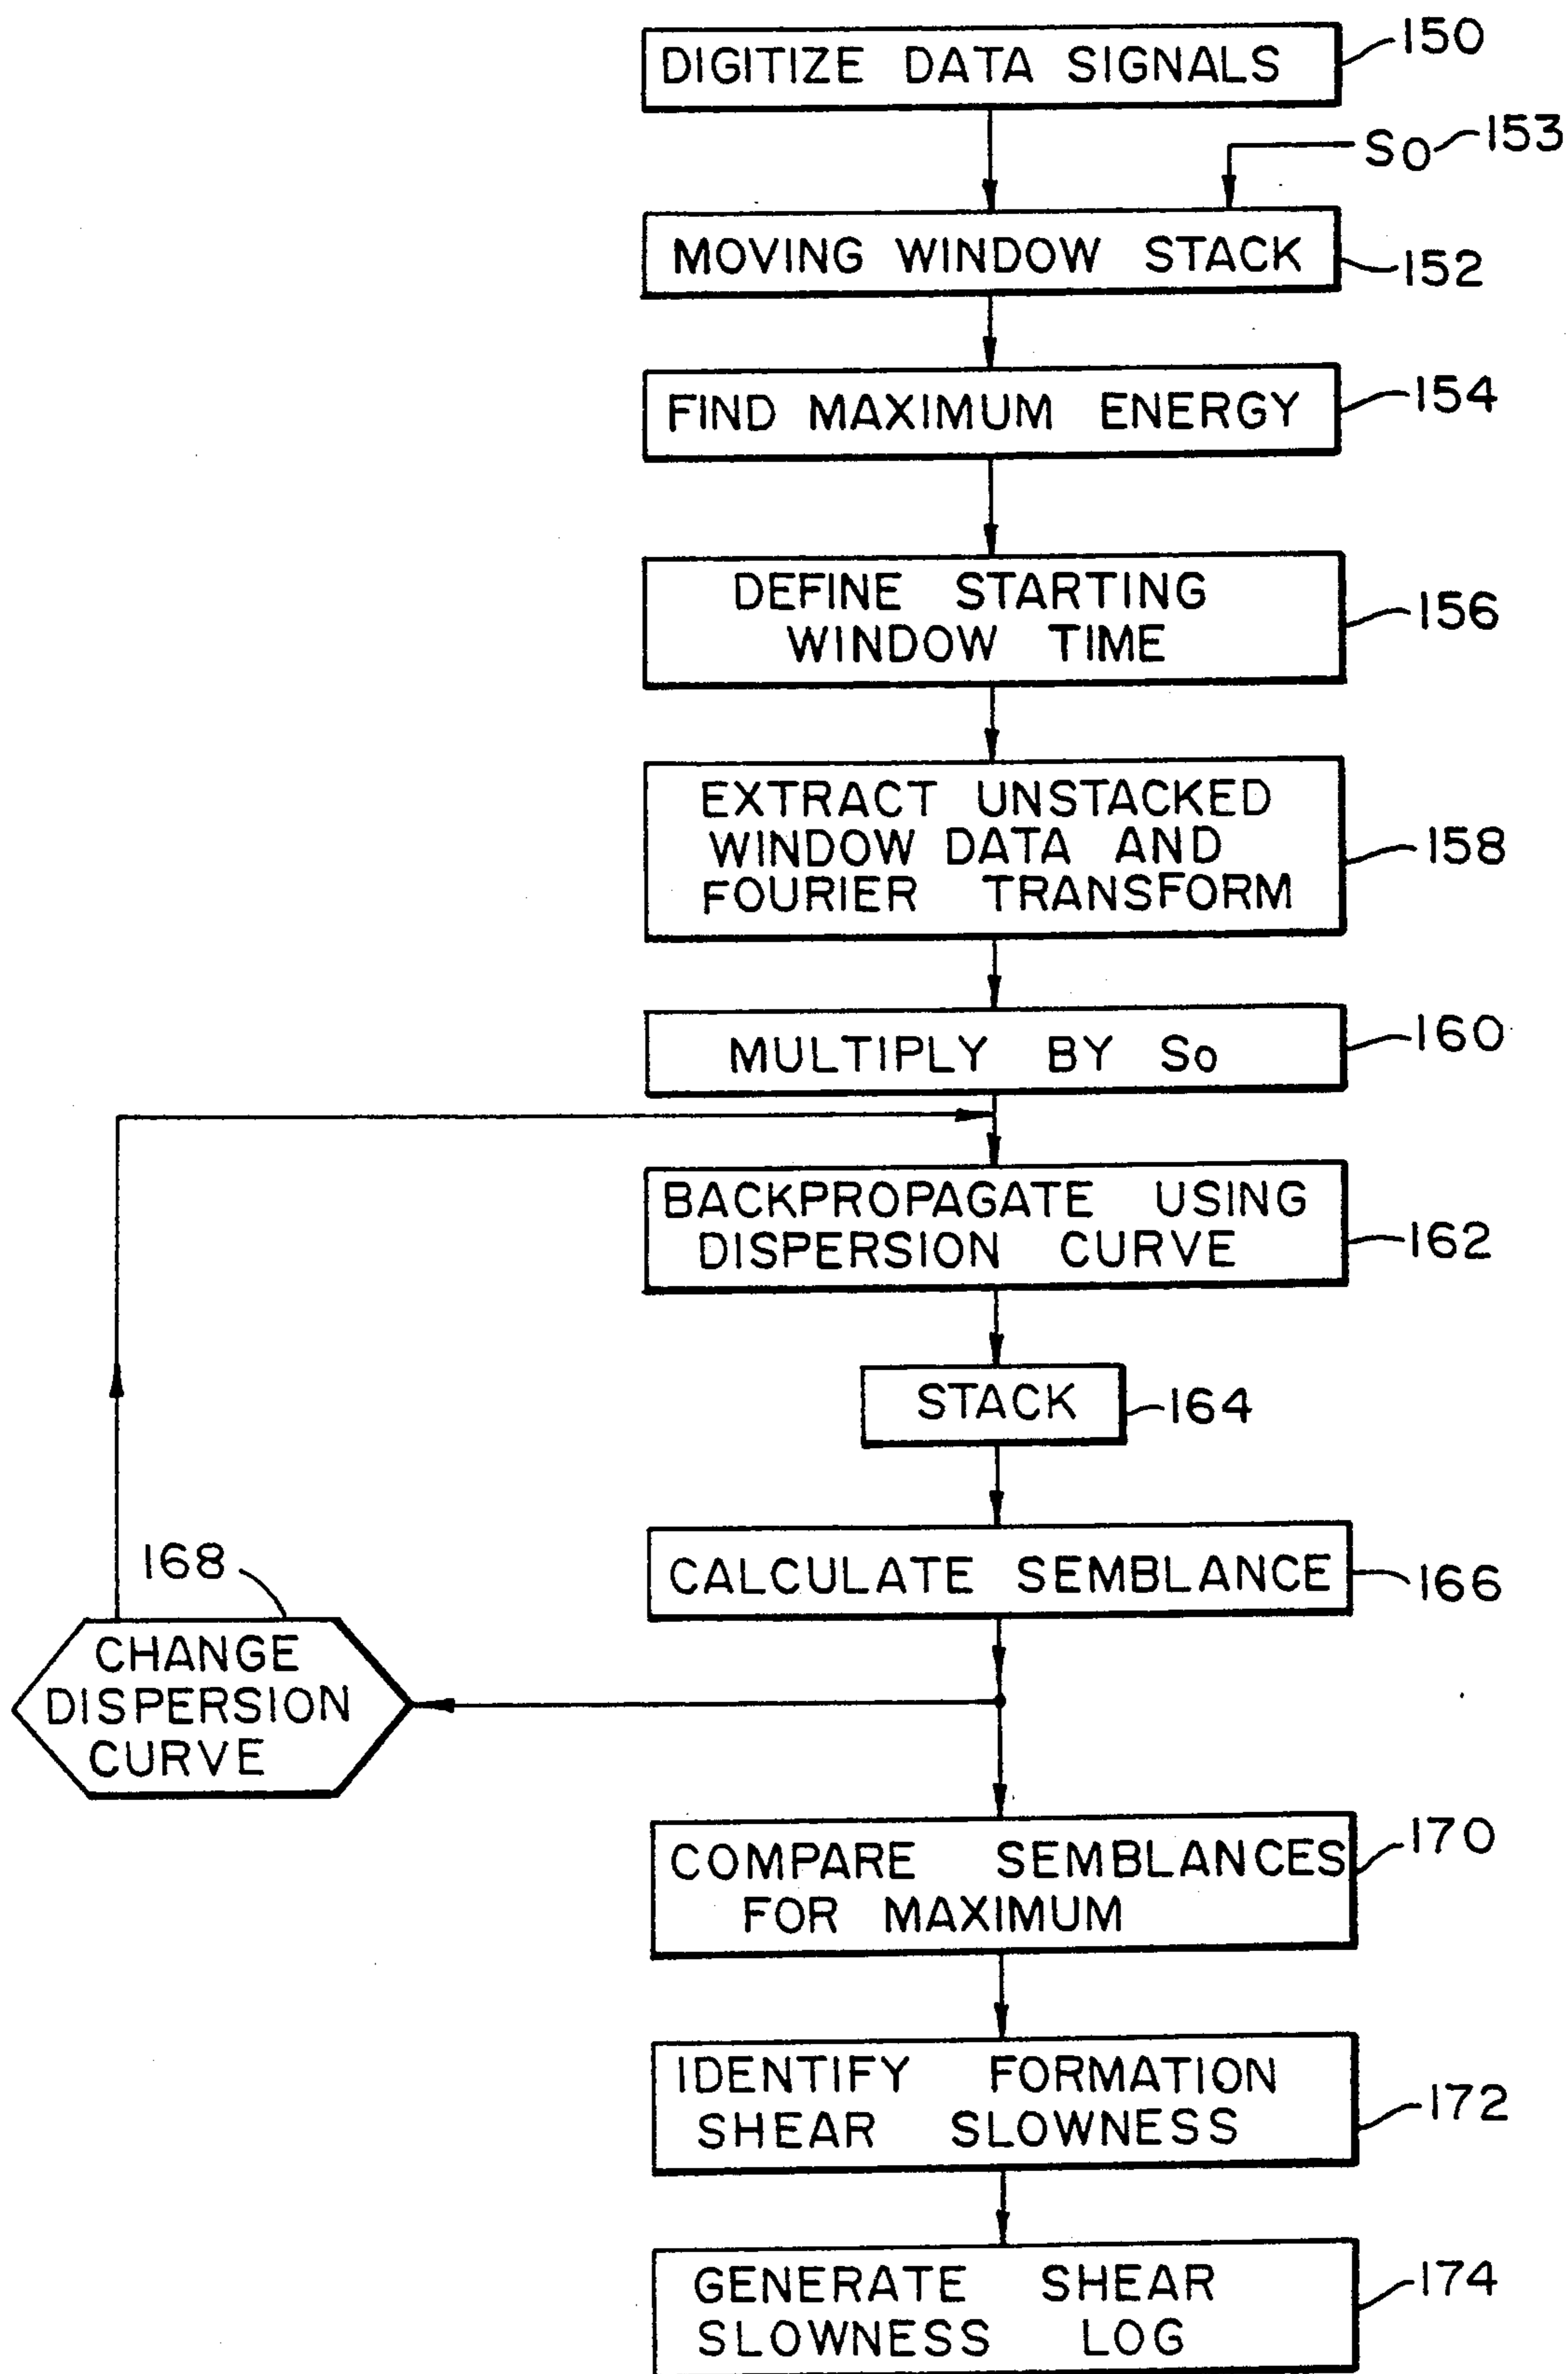 DIGITIZE DATA SIGNALS
150
So
153
MOVING WINDOW STACK
152
FIND MAXIMUM ENERGY
154
DEFINE STARTING
WINDOW TIME
156
EXTRACT UNSTACKED
WINDOW DATA AND
FOURIER TRANSFORM
158
MULTIPLY BY So
160
BACKPROPAGATE USING
DISPERSION CURVE
162
STACK
164
CALCULATE SEMBLANCE
166
168
CHANGE
DISPERSION
CURVE
COMPARE SEMBLANCES
FOR MAXIMUM
170
IDENTIFY FORMATION
SHEAR SLOWNESS
172
GENERATE SHEAR
SLOWNESS LOG
174